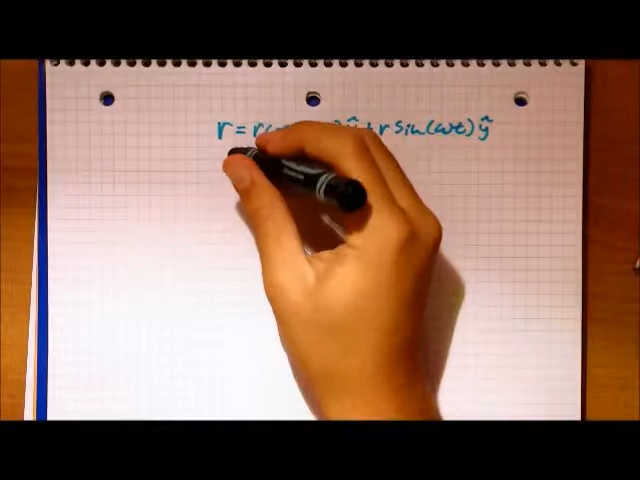 r = r x̂ + r sin(ωt) ŷ